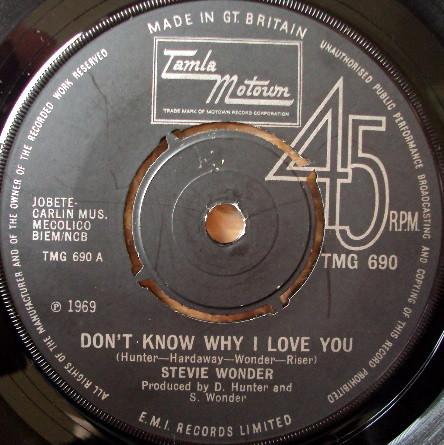 MADE IN GT. BRITAIN
UNAUTHORISED PUBLIC PERFORMANCE BROADCASTING AND COPYING OF THIS RECORD PROHIBITED
ALL RIGHTS OF THE MANUFACTURER AND OF THE OWNER OF THE RECORDED WORK RESERVED
Tamla
Motown
TRADE MARK OF MOTOWN RECORD CORPORATION
45
R.P.M.
JOBETE-
CARLIN MUS.
MECOLICO
BIEM/NCB
TMG 690 A
TMG 690
℗ 1969
DON'T KNOW WHY I LOVE YOU
(Hunter—Hardaway—Wonder—Riser)
STEVIE WONDER
Produced by D. Hunter and
S. Wonder
E.M.I. RECORDS LIMITED